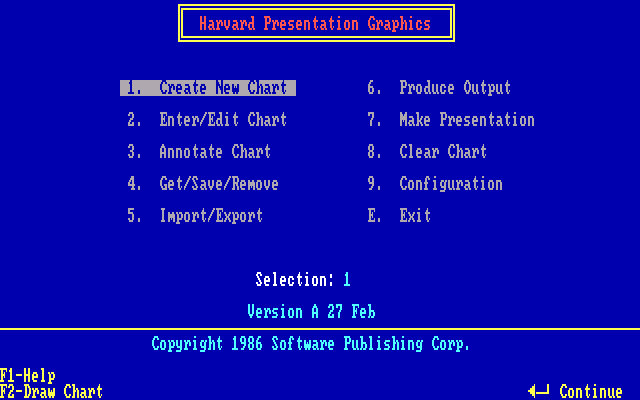 Harvard Presentation Graphics
1. Create New Chart
2. Enter/Edit Chart
3. Annotate Chart
4. Get/Save/Remove
5. Import/Export
6. Produce Output
7. Make Presentation
8. Clear Chart
9. Configuration
E. Exit
Selection: 1
Version A 27 Feb
Copyright 1986 Software Publishing Corp.
F1-Help
F2-Draw Chart
Continue